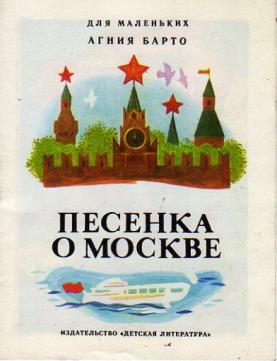 ДЛЯ МАЛЕНЬКИХ
АГНИЯ БАРТО
ПЕСЕНКА
О МОСКВЕ
ИЗДАТЕЛЬСТВО «ДЕТСКАЯ ЛИТЕРАТУРА»